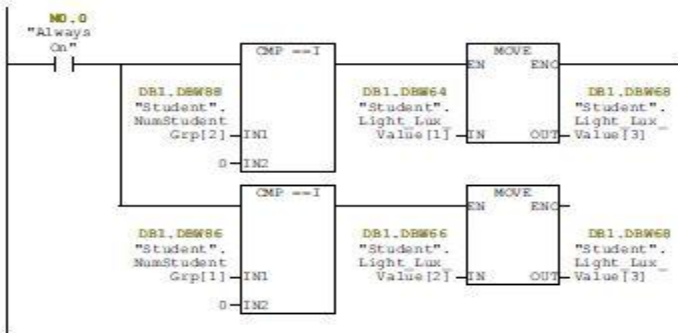 M0.0
"Always
On"
CMP ==I
MOVE
EN ENO
DB1.DBW88
"Student".
NumStudent
Grp[2]
IN1
0
IN2
DB1.DBW64
"Student".
Light_Lux_
Value[1]
IN
OUT
DB1.DBW68
"Student".
Light_Lux_
Value[3]
CMP ==I
MOVE
EN ENO
DB1.DBW86
"Student".
NumStudent
Grp[1]
IN1
0
IN2
DB1.DBW66
"Student".
Light_Lux_
Value[2]
IN
OUT
DB1.DBW68
"Student".
Light_Lux_
Value[3]